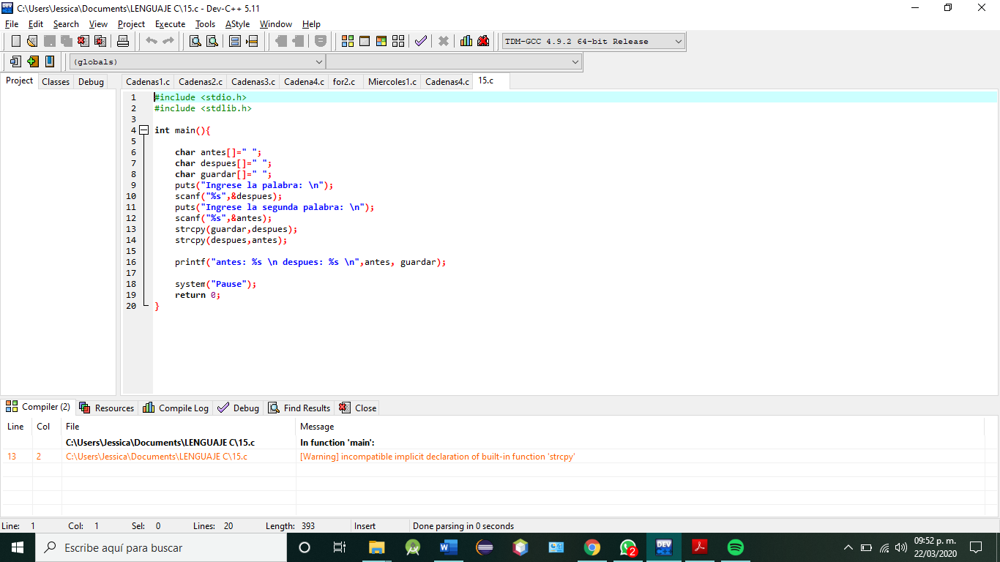 C:\Users\Jessica\Documents\LENGUAJE C\15.c - Dev-C++ 5.11
File Edit Search View Project Execute Tools AStyle Window Help
TDM-GCC 4.9.2 64-bit Release
(globals)
Project Classes Debug
Cadenas1.c Cadenas2.c Cadenas3.c Cadena4.c for2.c Miercoles1.c Cadenas4.c 15.c
1 #include <stdio.h>
2 #include <stdlib.h>
3
4 int main(){
5
6 char antes[]=" ";
7 char despues[]=" ";
8 char guardar[]=" ";
9 puts("Ingrese la palabra: \n");
10 scanf("%s",&despues);
11 puts("Ingrese la segunda palabra: \n");
12 scanf("%s",&antes);
13 strcpy(guardar,despues);
14 strcpy(despues,antes);
15
16 printf("antes: %s \n despues: %s \n",antes, guardar);
17
18 system("Pause");
19 return 0;
20 }
Compiler (2) Resources Compile Log Debug Find Results Close
Line Col File Message
C:\Users\Jessica\Documents\LENGUAJE C\15.c In function 'main':
13 2 C:\Users\Jessica\Documents\LENGUAJE C\15.c [Warning] incompatible implicit declaration of built-in function 'strcpy'
Line: 1 Col: 1 Sel: 0 Lines: 20 Length: 393 Insert Done parsing in 0 seconds
Escribe aquí para buscar
W
2
DEV
09:52 p. m.
22/03/2020